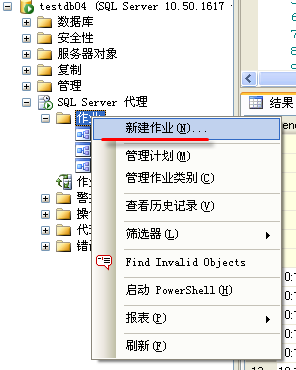 testdb04 (SQL Server 10.50.1617
数据库
安全性
服务器对象
复制
管理
SQL Server 代理
作业
新建作业(N)...
管理计划(M)
管理作业类别(C)
查看历史记录(V)
筛选器(L)
Find Invalid Objects
启动 PowerShell(H)
报表(P)
刷新(F)
作
警
操
代
错
结果